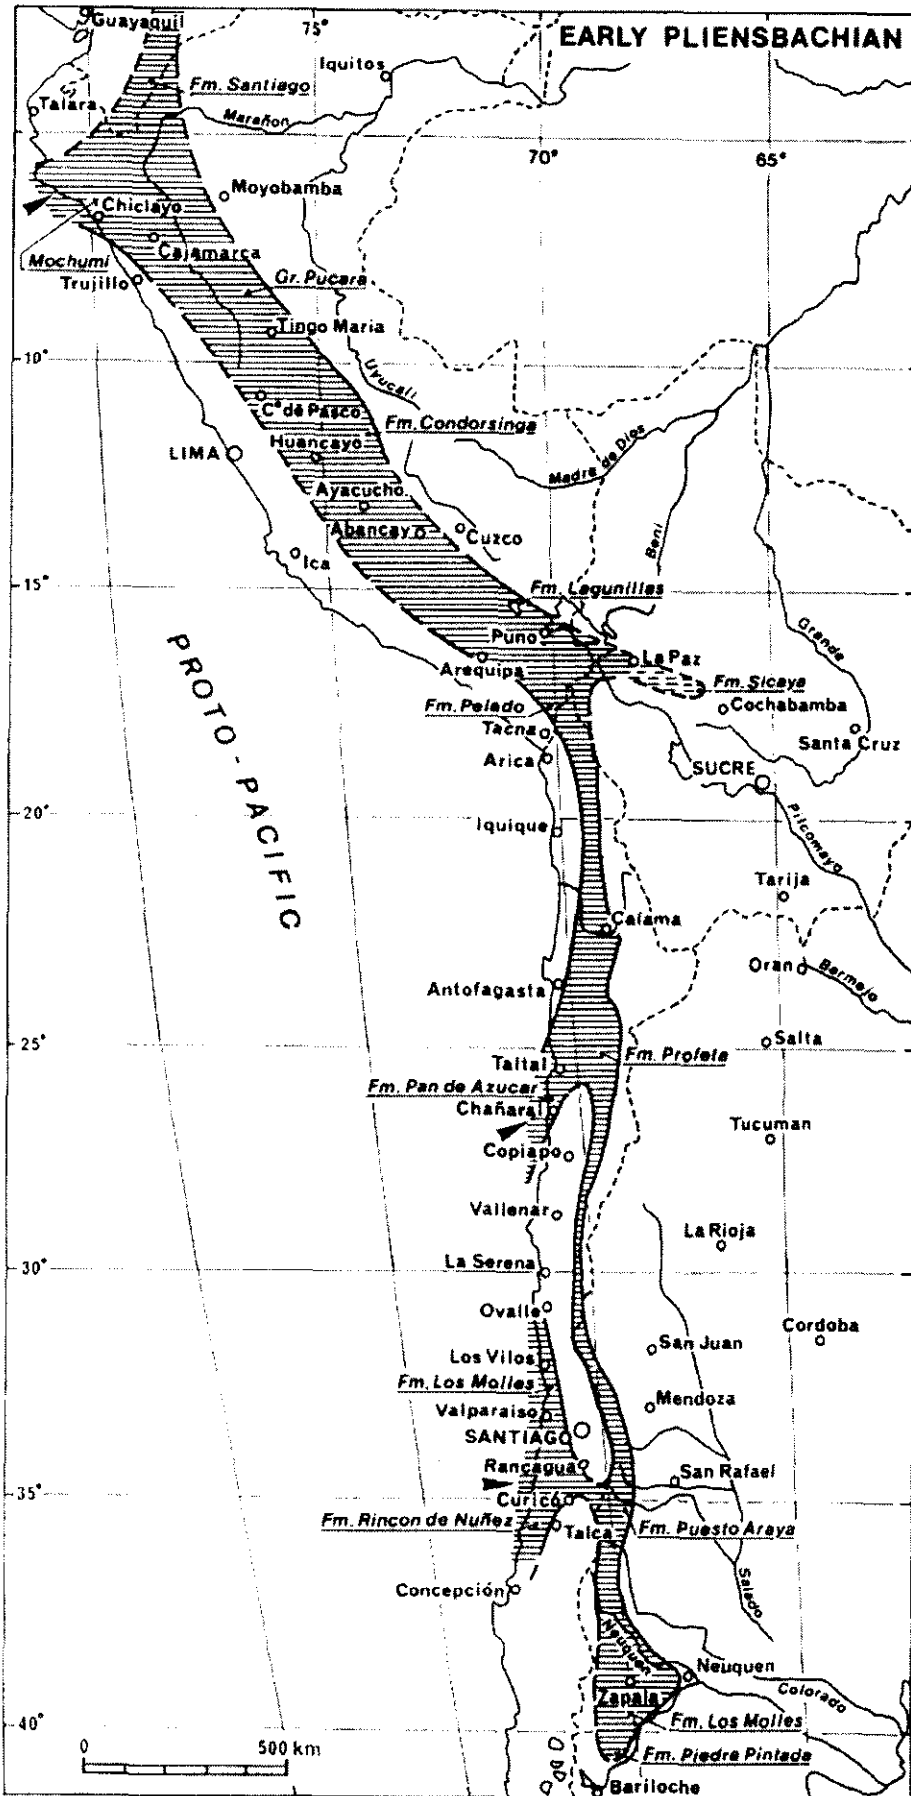 Guayaquil
75°
EARLY PLIENSBACHIAN
Iquitos
Fm. Santiago
Talara
Marañon
70°
65°
Moyobamba
Chiclayo
Cajamarca
Mochumi
Trujillo
Gr. Pucara
Tingo Maria
10°
Uyucali
Cº de Pasco
Fm. Condorsinga
LIMA
Huancayo
Madre de Dios
Ayacucho
Abancay
Cuzco
Ica
Beni
15°
Fm. Lagunillas
Puno
Grande
La Paz
Arequipa
Fm. Sicaya
Fm. Pelado
Cochabamba
Tacna
Santa Cruz
Arica
SUCRE
PROTO-PACIFIC
20°
Iquique
Pilcomayo
Tarija
Calama
Oran
Bermejo
Antofagasta
25°
Salta
Taltal
Fm. Profeta
Fm. Pan de Azucar
Chañaral
Tucuman
Copiapo
Vallenar
La Rioja
La Serena
30°
Ovalle
Cordoba
Los Vilos
San Juan
Fm. Los Molles
Valparaiso
Mendoza
SANTIAGO
Rancagua
San Rafael
35°
Curicó
Fm. Rincon de Nuñez
Talca
Fm. Puesto Araya
Concepción
Salado
Neuquen
Neuquen
Colorado
Zapala
Fm. Los Molles
40°
0 500 km
Fm. Piedra Pintada
Bariloche